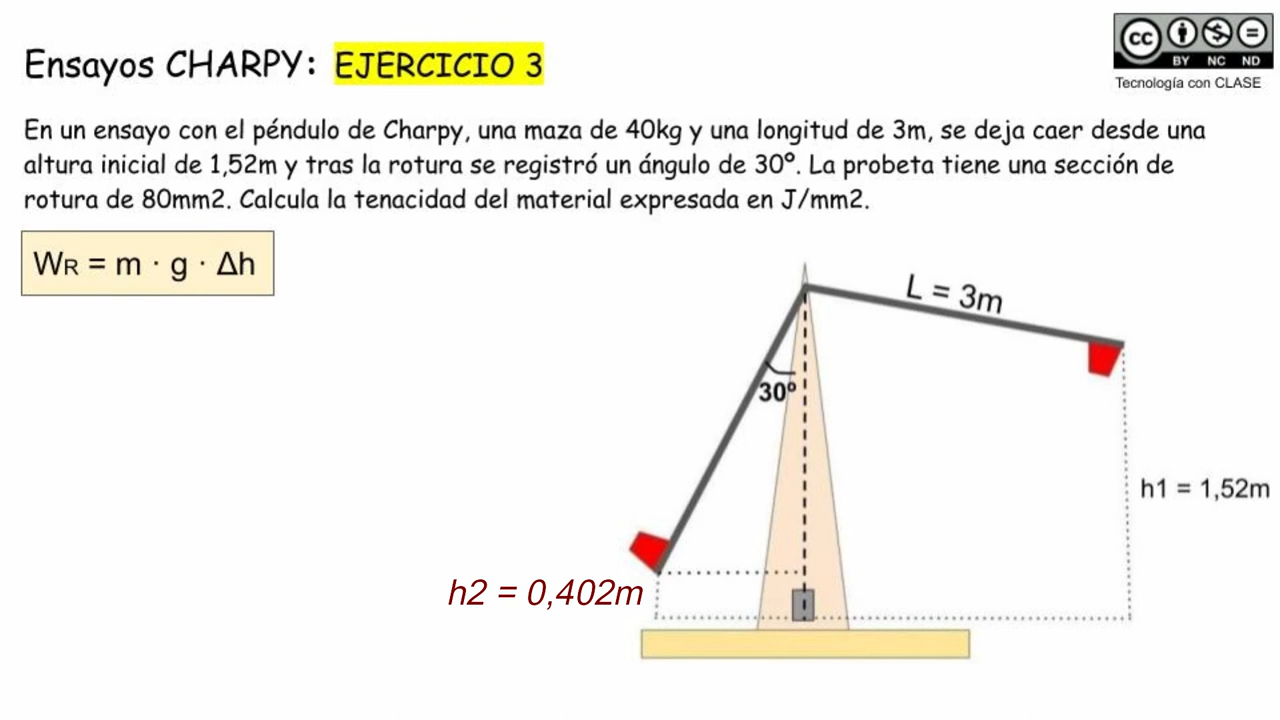 Ensayos CHARPY: EJERCICIO 3
cc
BY NC ND
Tecnología con CLASE
En un ensayo con el péndulo de Charpy, una maza de 40kg y una longitud de 3m, se deja caer desde una
altura inicial de 1,52m y tras la rotura se registró un ángulo de 30º. La probeta tiene una sección de
rotura de 80mm2. Calcula la tenacidad del material expresada en J/mm2.
WR = m · g · Δh
L = 3m
30º
h1 = 1,52m
h2 = 0,402m